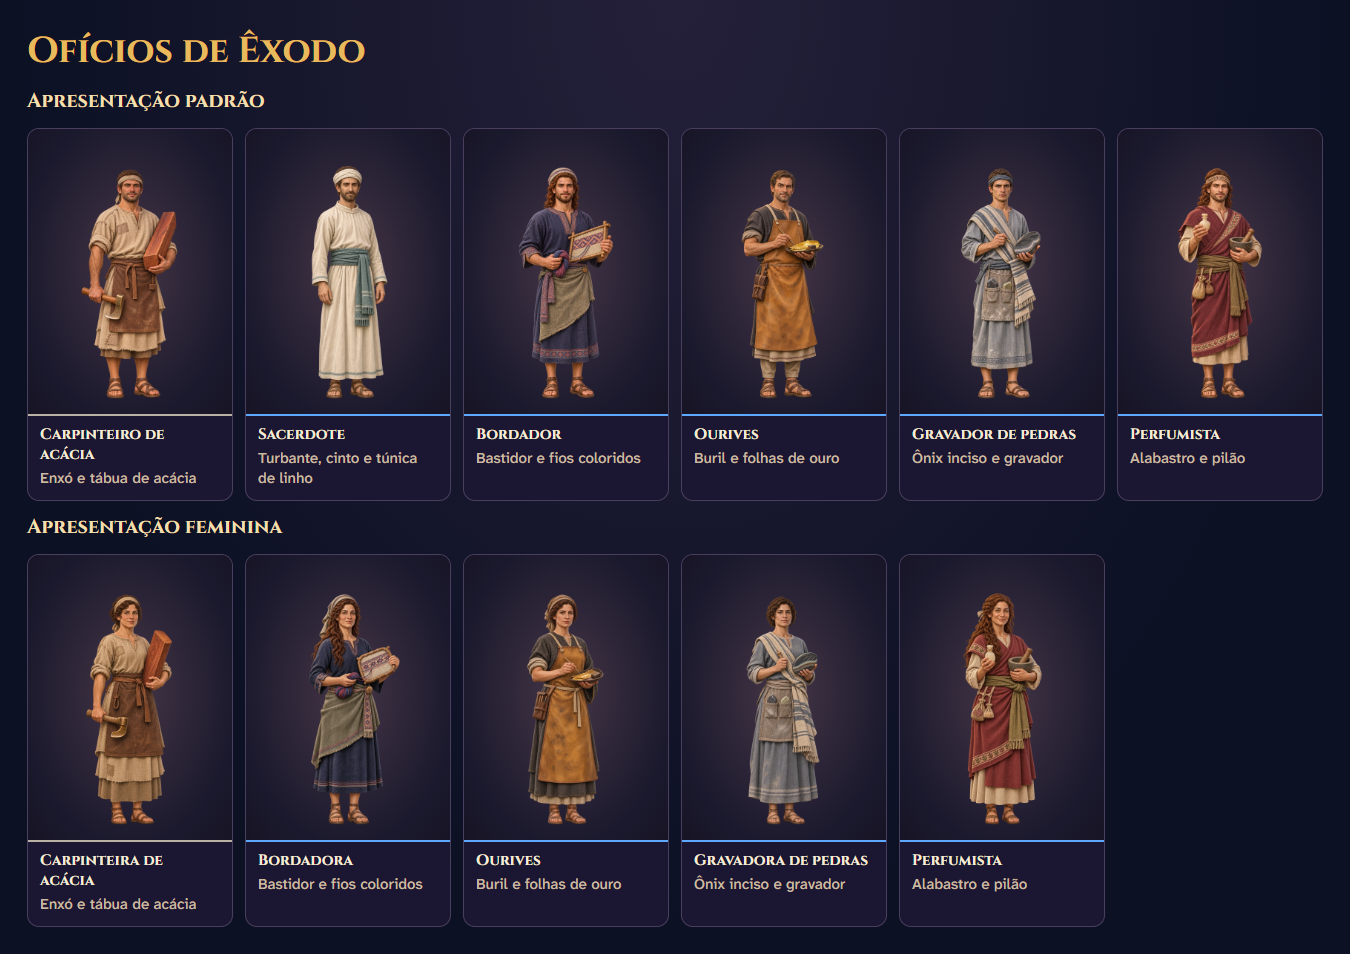 Ofícios de Êxodo
Apresentação padrão
Carpinteiro de
acácia
Enxó e tábua de acácia
Sacerdote
Turbante, cinto e túnica
de linho
Bordador
Bastidor e fios coloridos
Ourives
Buril e folhas de ouro
Gravador de pedras
Ônix inciso e gravador
Perfumista
Alabastro e pilão
Apresentação feminina
Carpinteira de
acácia
Enxó e tábua de acácia
Bordadora
Bastidor e fios coloridos
Ourives
Buril e folhas de ouro
Gravadora de pedras
Ônix inciso e gravador
Perfumista
Alabastro e pilão